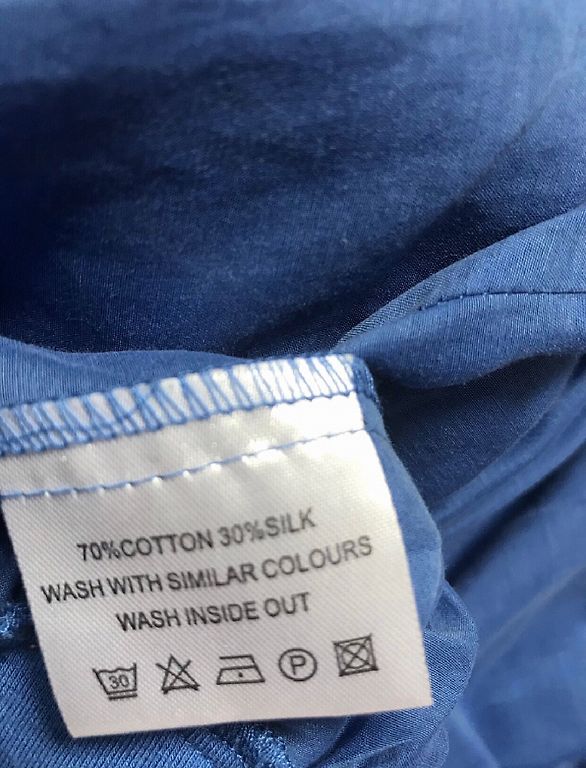 70%COTTON 30%SILK
WASH WITH SIMILAR COLOURS
WASH INSIDE OUT
30 P